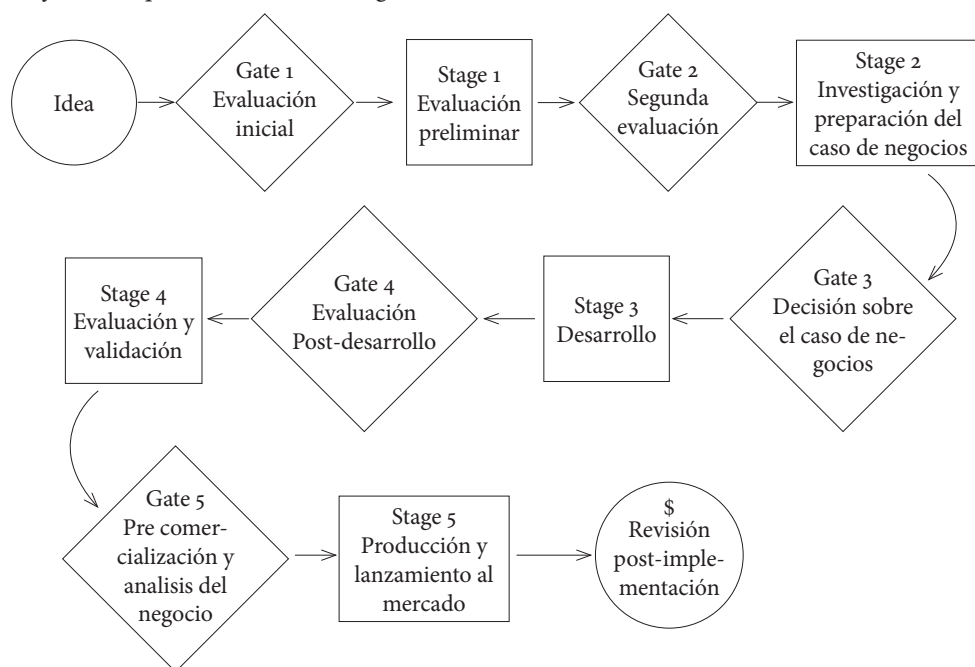 Idea
Gate 1
Evaluación
inicial
Stage 1
Evaluación
preliminar
Gate 2
Segunda
evaluación
Stage 2
Investigación y
preparación del
caso de negocios
Gate 3
Decisión sobre
el caso de ne-
gocios
Stage 3
Desarrollo
Gate 4
Evaluación
Post-desarrollo
Stage 4
Evaluación y
validación
Gate 5
Pre comer-
cialización y
analisis del
negocio
Stage 5
Producción y
lanzamiento al
mercado
$
Revisión
post-imple-
mentación